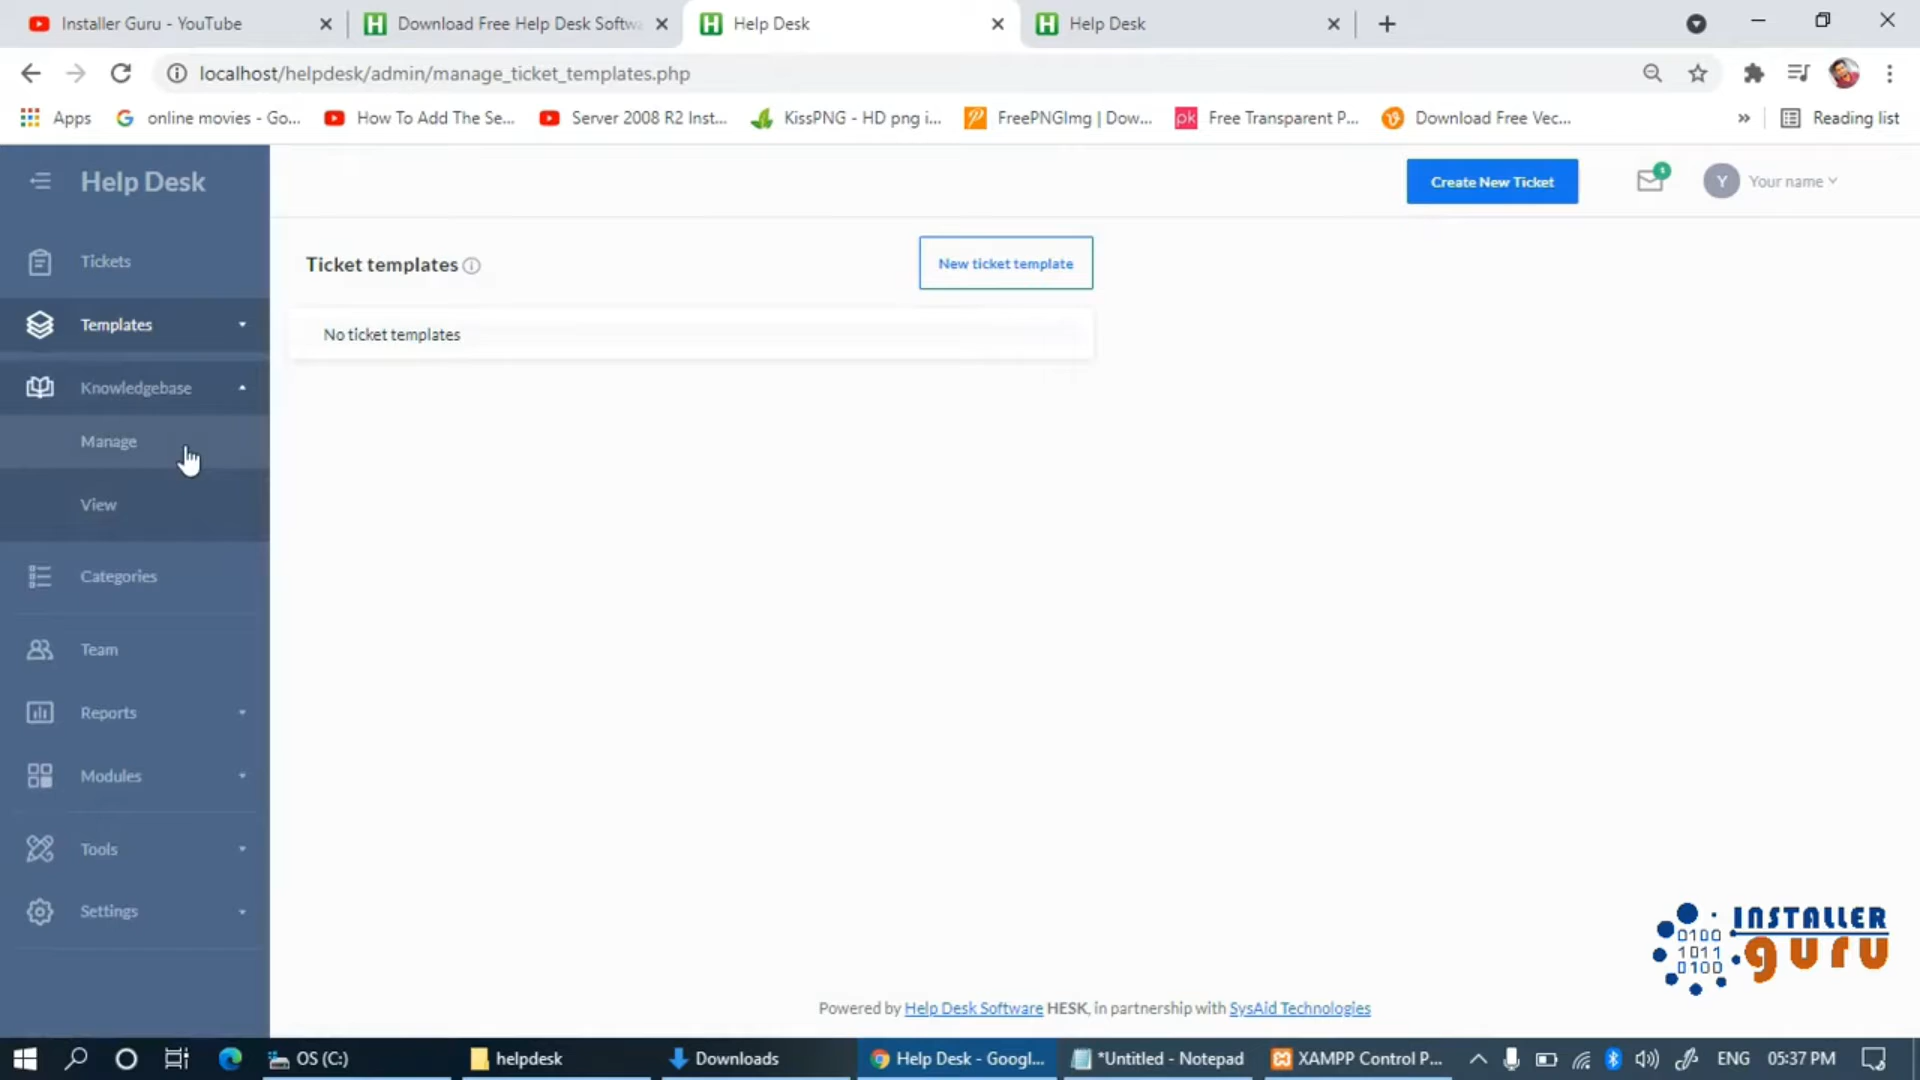 Installer Guru - YouTube
Download Free Help Desk Softwa
Help Desk
Help Desk
localhost/helpdesk/admin/manage_ticket_templates.php
Apps
online movies - Go...
How To Add The Se...
Server 2008 R2 Inst...
KissPNG - HD png i...
FreePNGImg | Dow...
pk
Free Transparent P...
Download Free Vec...
»
Reading list
Help Desk
Create New Ticket
Y
Your name
Tickets
Templates
Knowledgebase
Manage
View
Categories
Team
Reports
Modules
Tools
Settings
Ticket templates
New ticket template
No ticket templates
INSTALLER
guru
0100
1011
0100
Powered by Help Desk Software HESK, in partnership with SysAid Technologies
OS (C:)
helpdesk
Downloads
Help Desk - Googl...
*Untitled - Notepad
XAMPP Control P...
ENG
05:37 PM